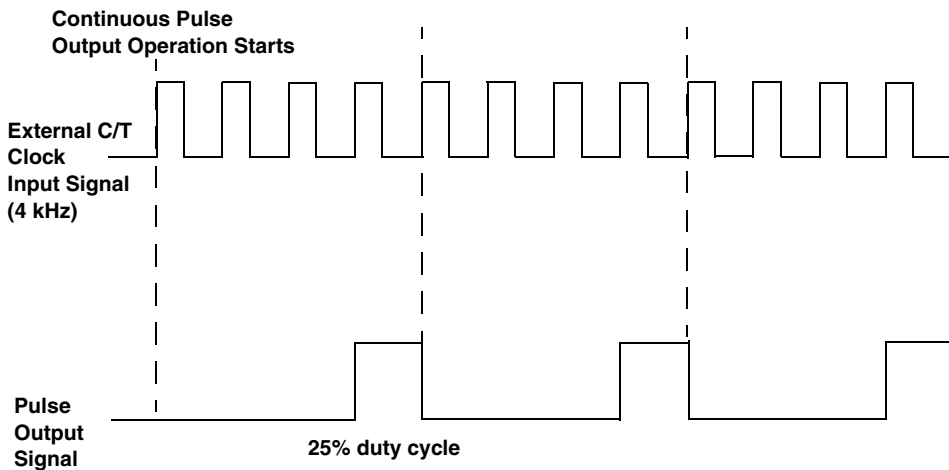 Continuous Pulse
Output Operation Starts
External C/T
Clock
Input Signal
(4 kHz)
Pulse
Output
Signal
25% duty cycle